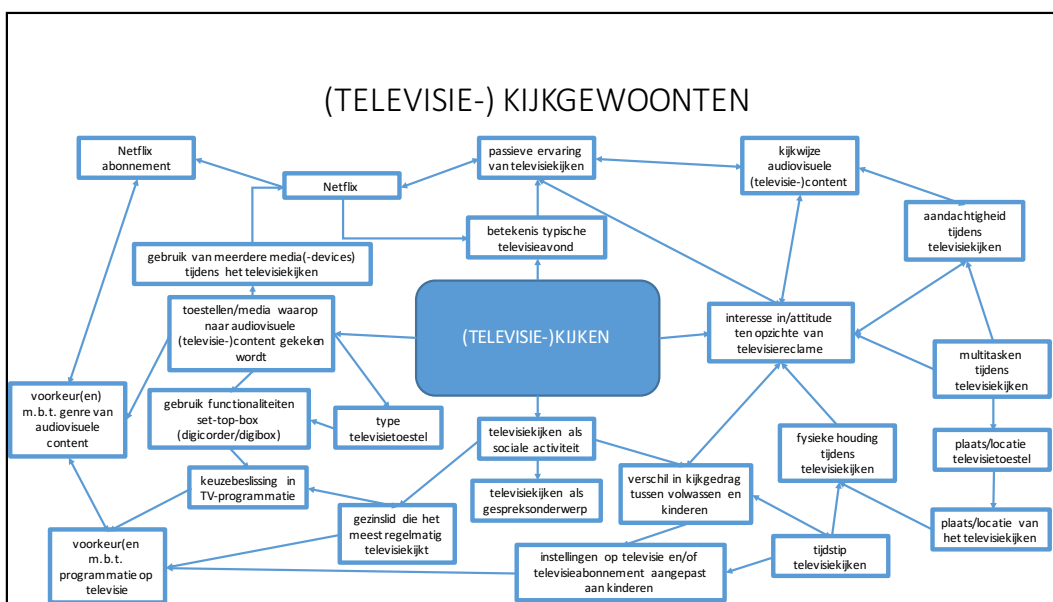 (TELEVISIE-) KIJKGEWOONTEN
Netflix
abonnement
passieve ervaring
van televisiekijken
kijkwijze
audiovisuele
(televisie-)content
Netflix
aandachtigheid
tijdens
televisiekijken
betekenis typische
televisieavond
gebruik van meerdere media(-devices)
tijdens het televisiekijken
toestellen/media waarop
naar audiovisuele
(televisie-)content gekeken
wordt
(TELEVISIE-)KIJKEN
interesse in/attitude
ten opzichte van
televisiereclame
multitasken
tijdens
televisiekijken
voorkeur(en)
m.b.t. genre van
audiovisuele
content
gebruik functionaliteiten
set-top-box
(digicorder/digibox)
type
televisietoestel
televisiekijken als
sociale activiteit
fysieke houding
tijdens
televisiekijken
plaats/locatie
televisietoestel
keuzebeslissing in
TV-programmatie
televisiekijken als
gespreksonderwerp
verschil in kijkgedrag
tussen volwassen en
kinderen
gezinslid die het
meest regelmatig
televisiekijkt
plaats/locatie van
het televisiekijken
voorkeur(en
m.b.t.
programmatie op
televisie
instellingen op televisie en/of
televisieabonnement aangepast
aan kinderen
tijdstip
televisiekijken